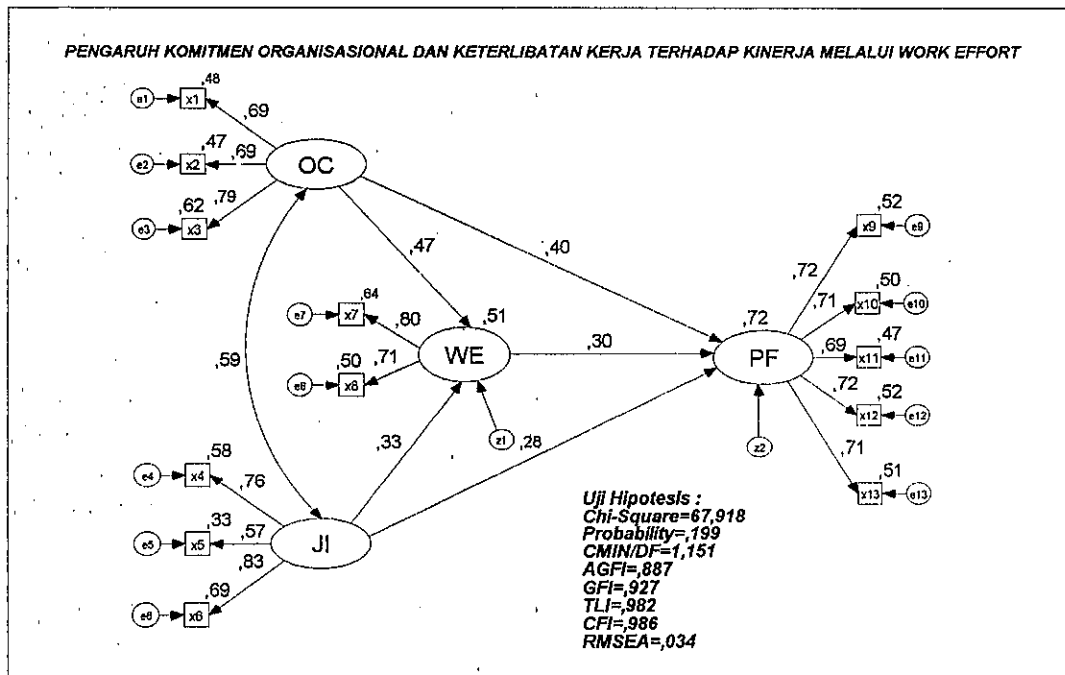 PENGARUH KOMITMEN ORGANISASIONAL DAN KETERLIBATAN KERJA TERHADAP KINERJA MELALUI WORK EFFORT
,48
e1 x1
,69
,47
e2 x2 ,69
OC
,79
,62
e3 x3
,52
x9 e9
,47
,40
,72
,64
e7 x7
,80
,51
WE
,50 ,71
x8
,30
,59
,72
PF
,50
,71 x10 e10
,47
,69 x11 e11
,52
,72
x12 e12
,71
,51
x13 e13
z1
z2
,33
,28
,58
e4 x4
,76
,33
e5 x5 ,57
JI
,83
,69
x6
Uji Hipotesis :
Chi-Square=67,918
Probability=,199
CMIN/DF=1,151
AGFI=,887
GFI=,927
TLI=,982
CFI=,986
RMSEA=,034